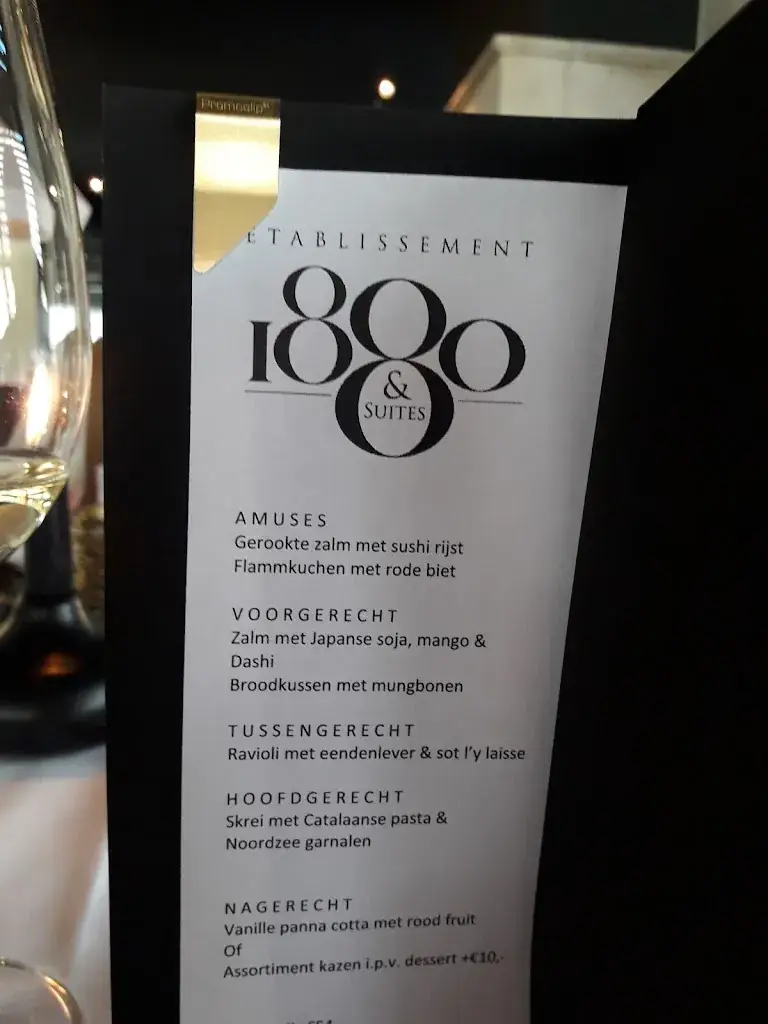 Promoclip
ÉTABLISSEMENT
1880
&
SUITES
AMUSES
Gerookte zalm met sushi rijst
Flammkuchen met rode biet
VOORGERECHT
Zalm met Japanse soja, mango &
Dashi
Broodkussen met mungbonen
TUSSENGERECHT
Ravioli met eendenlever & sot l'y laisse
HOOFDGERECHT
Skrei met Catalaanse pasta &
Noordzee garnalen
NAGERECHT
Vanille panna cotta met rood fruit
Of
Assortiment kazen i.p.v. dessert +€10,-